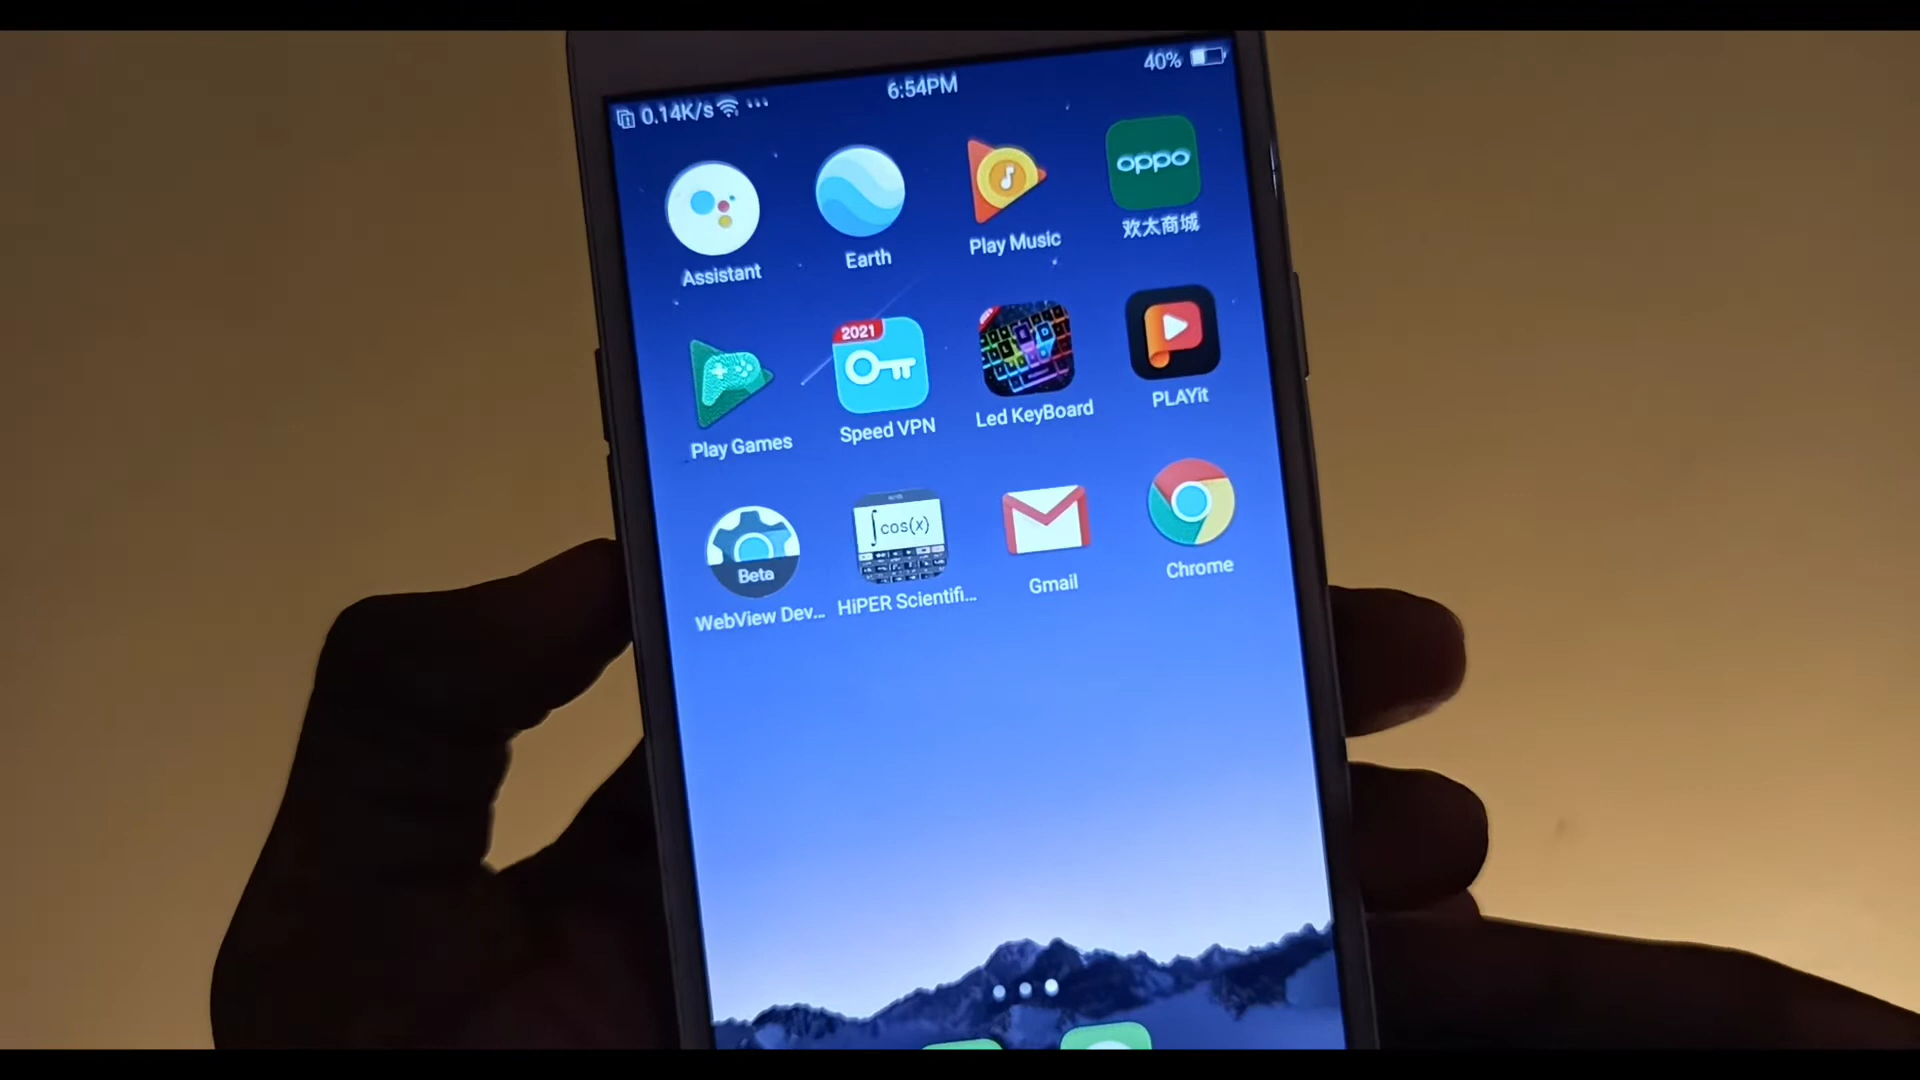 0.14K/s 6:54PM 40%
oppo
Assistant Earth Play Music 欢太商城
2021
Play Games Speed VPN Led KeyBoard PLAYit
∫cos(x)
Beta
WebView Dev... HiPER Scientifi... Gmail Chrome